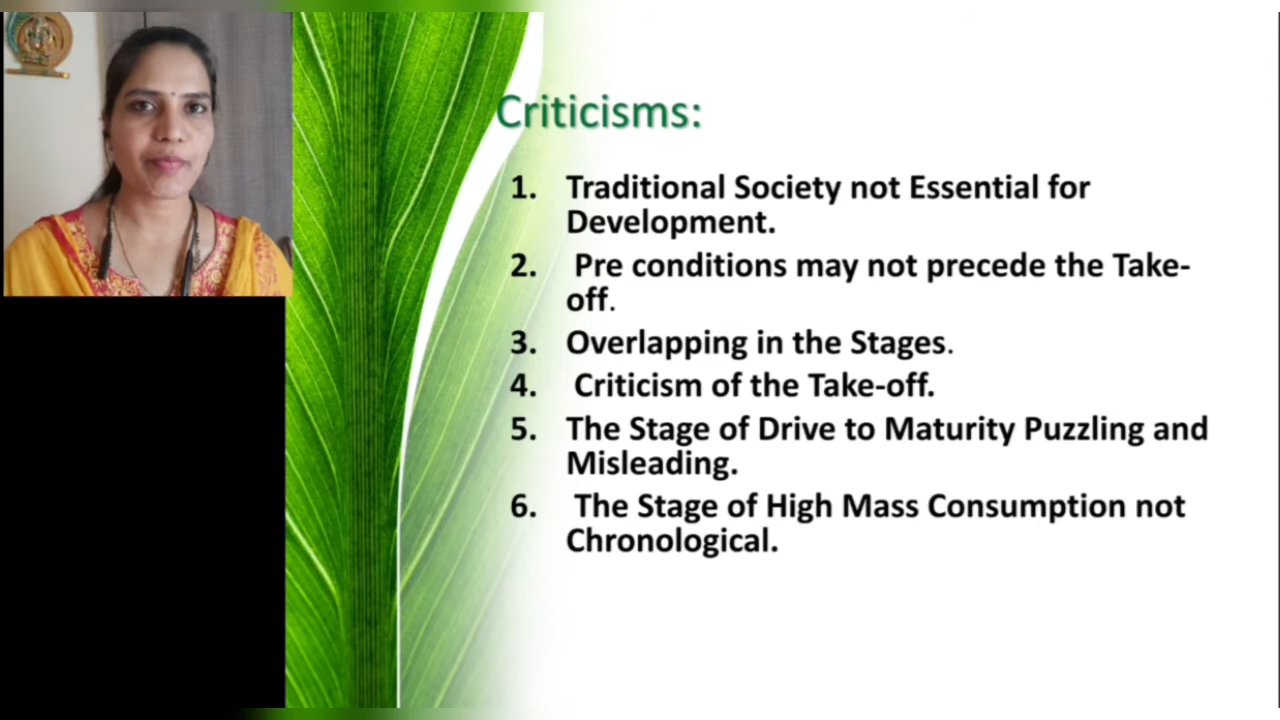 Criticisms:
1. Traditional Society not Essential for
Development.
2. Pre conditions may not precede the Take-
off.
3. Overlapping in the Stages.
4. Criticism of the Take-off.
5. The Stage of Drive to Maturity Puzzling and
Misleading.
6. The Stage of High Mass Consumption not
Chronological.